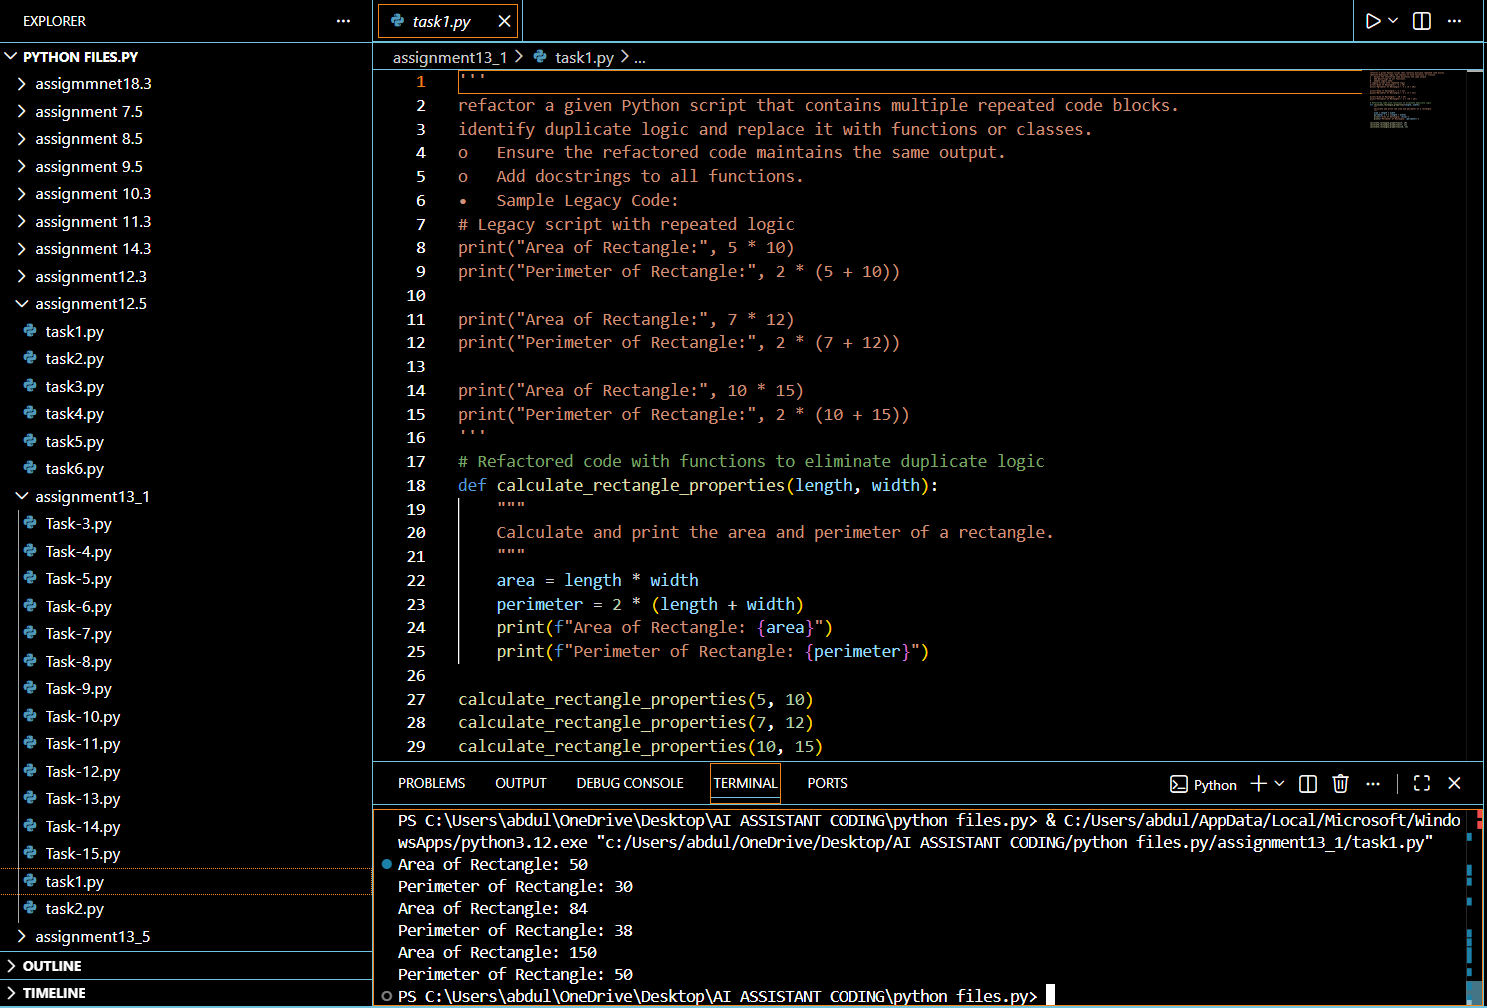 EXPLORER
PYTHON FILES.PY
assigmmnet18.3
assignment 7.5
assignment 8.5
assignment 9.5
assignment 10.3
assignment 11.3
assignment 14.3
assignment12.3
assignment12.5
task1.py
task2.py
task3.py
task4.py
task5.py
task6.py
assignment13_1
Task-3.py
Task-4.py
Task-5.py
Task-6.py
Task-7.py
Task-8.py
Task-9.py
Task-10.py
Task-11.py
Task-12.py
Task-13.py
Task-14.py
Task-15.py
task1.py
task2.py
assignment13_5
OUTLINE
TIMELINE
task1.py
assignment13_1 > task1.py > ...
1 '''
2 refactor a given Python script that contains multiple repeated code blocks.
3 identify duplicate logic and replace it with functions or classes.
4 o   Ensure the refactored code maintains the same output.
5 o   Add docstrings to all functions.
6 •   Sample Legacy Code:
7 # Legacy script with repeated logic
8 print("Area of Rectangle:", 5 * 10)
9 print("Perimeter of Rectangle:", 2 * (5 + 10))
10
11 print("Area of Rectangle:", 7 * 12)
12 print("Perimeter of Rectangle:", 2 * (7 + 12))
13
14 print("Area of Rectangle:", 10 * 15)
15 print("Perimeter of Rectangle:", 2 * (10 + 15))
16 '''
17 # Refactored code with functions to eliminate duplicate logic
18 def calculate_rectangle_properties(length, width):
19     """
20     Calculate and print the area and perimeter of a rectangle.
21     """
22     area = length * width
23     perimeter = 2 * (length + width)
24     print(f"Area of Rectangle: {area}")
25     print(f"Perimeter of Rectangle: {perimeter}")
26
27 calculate_rectangle_properties(5, 10)
28 calculate_rectangle_properties(7, 12)
29 calculate_rectangle_properties(10, 15)
PROBLEMS OUTPUT DEBUG CONSOLE TERMINAL PORTS Python
PS C:\Users\abdul\OneDrive\Desktop\AI ASSISTANT CODING\python files.py> & C:/Users/abdul/AppData/Local/Microsoft/Windo
wsApps/python3.12.exe "c:/Users/abdul/OneDrive/Desktop/AI ASSISTANT CODING/python files.py/assignment13_1/task1.py"
Area of Rectangle: 50
Perimeter of Rectangle: 30
Area of Rectangle: 84
Perimeter of Rectangle: 38
Area of Rectangle: 150
Perimeter of Rectangle: 50
PS C:\Users\abdul\OneDrive\Desktop\AI ASSISTANT CODING\python files.py>